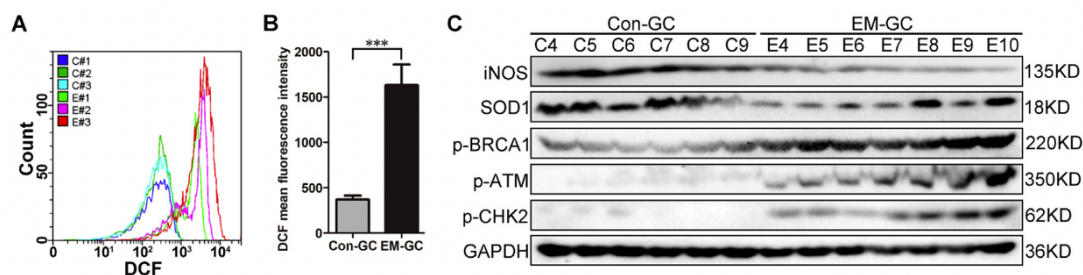 A
C#1
C#2
C#3
E#1
E#2
E#3
Count
100
50
0
0 10^1 10^2 10^3 10^4
DCF
B
DCF mean fluorescence intensity
***
2000
1500
1000
500
0
Con-GC EM-GC
C
Con-GC EM-GC
C4 C5 C6 C7 C8 C9 E4 E5 E6 E7 E8 E9 E10
iNOS 135KD
SOD1 18KD
p-BRCA1 220KD
p-ATM 350KD
p-CHK2 62KD
GAPDH 36KD